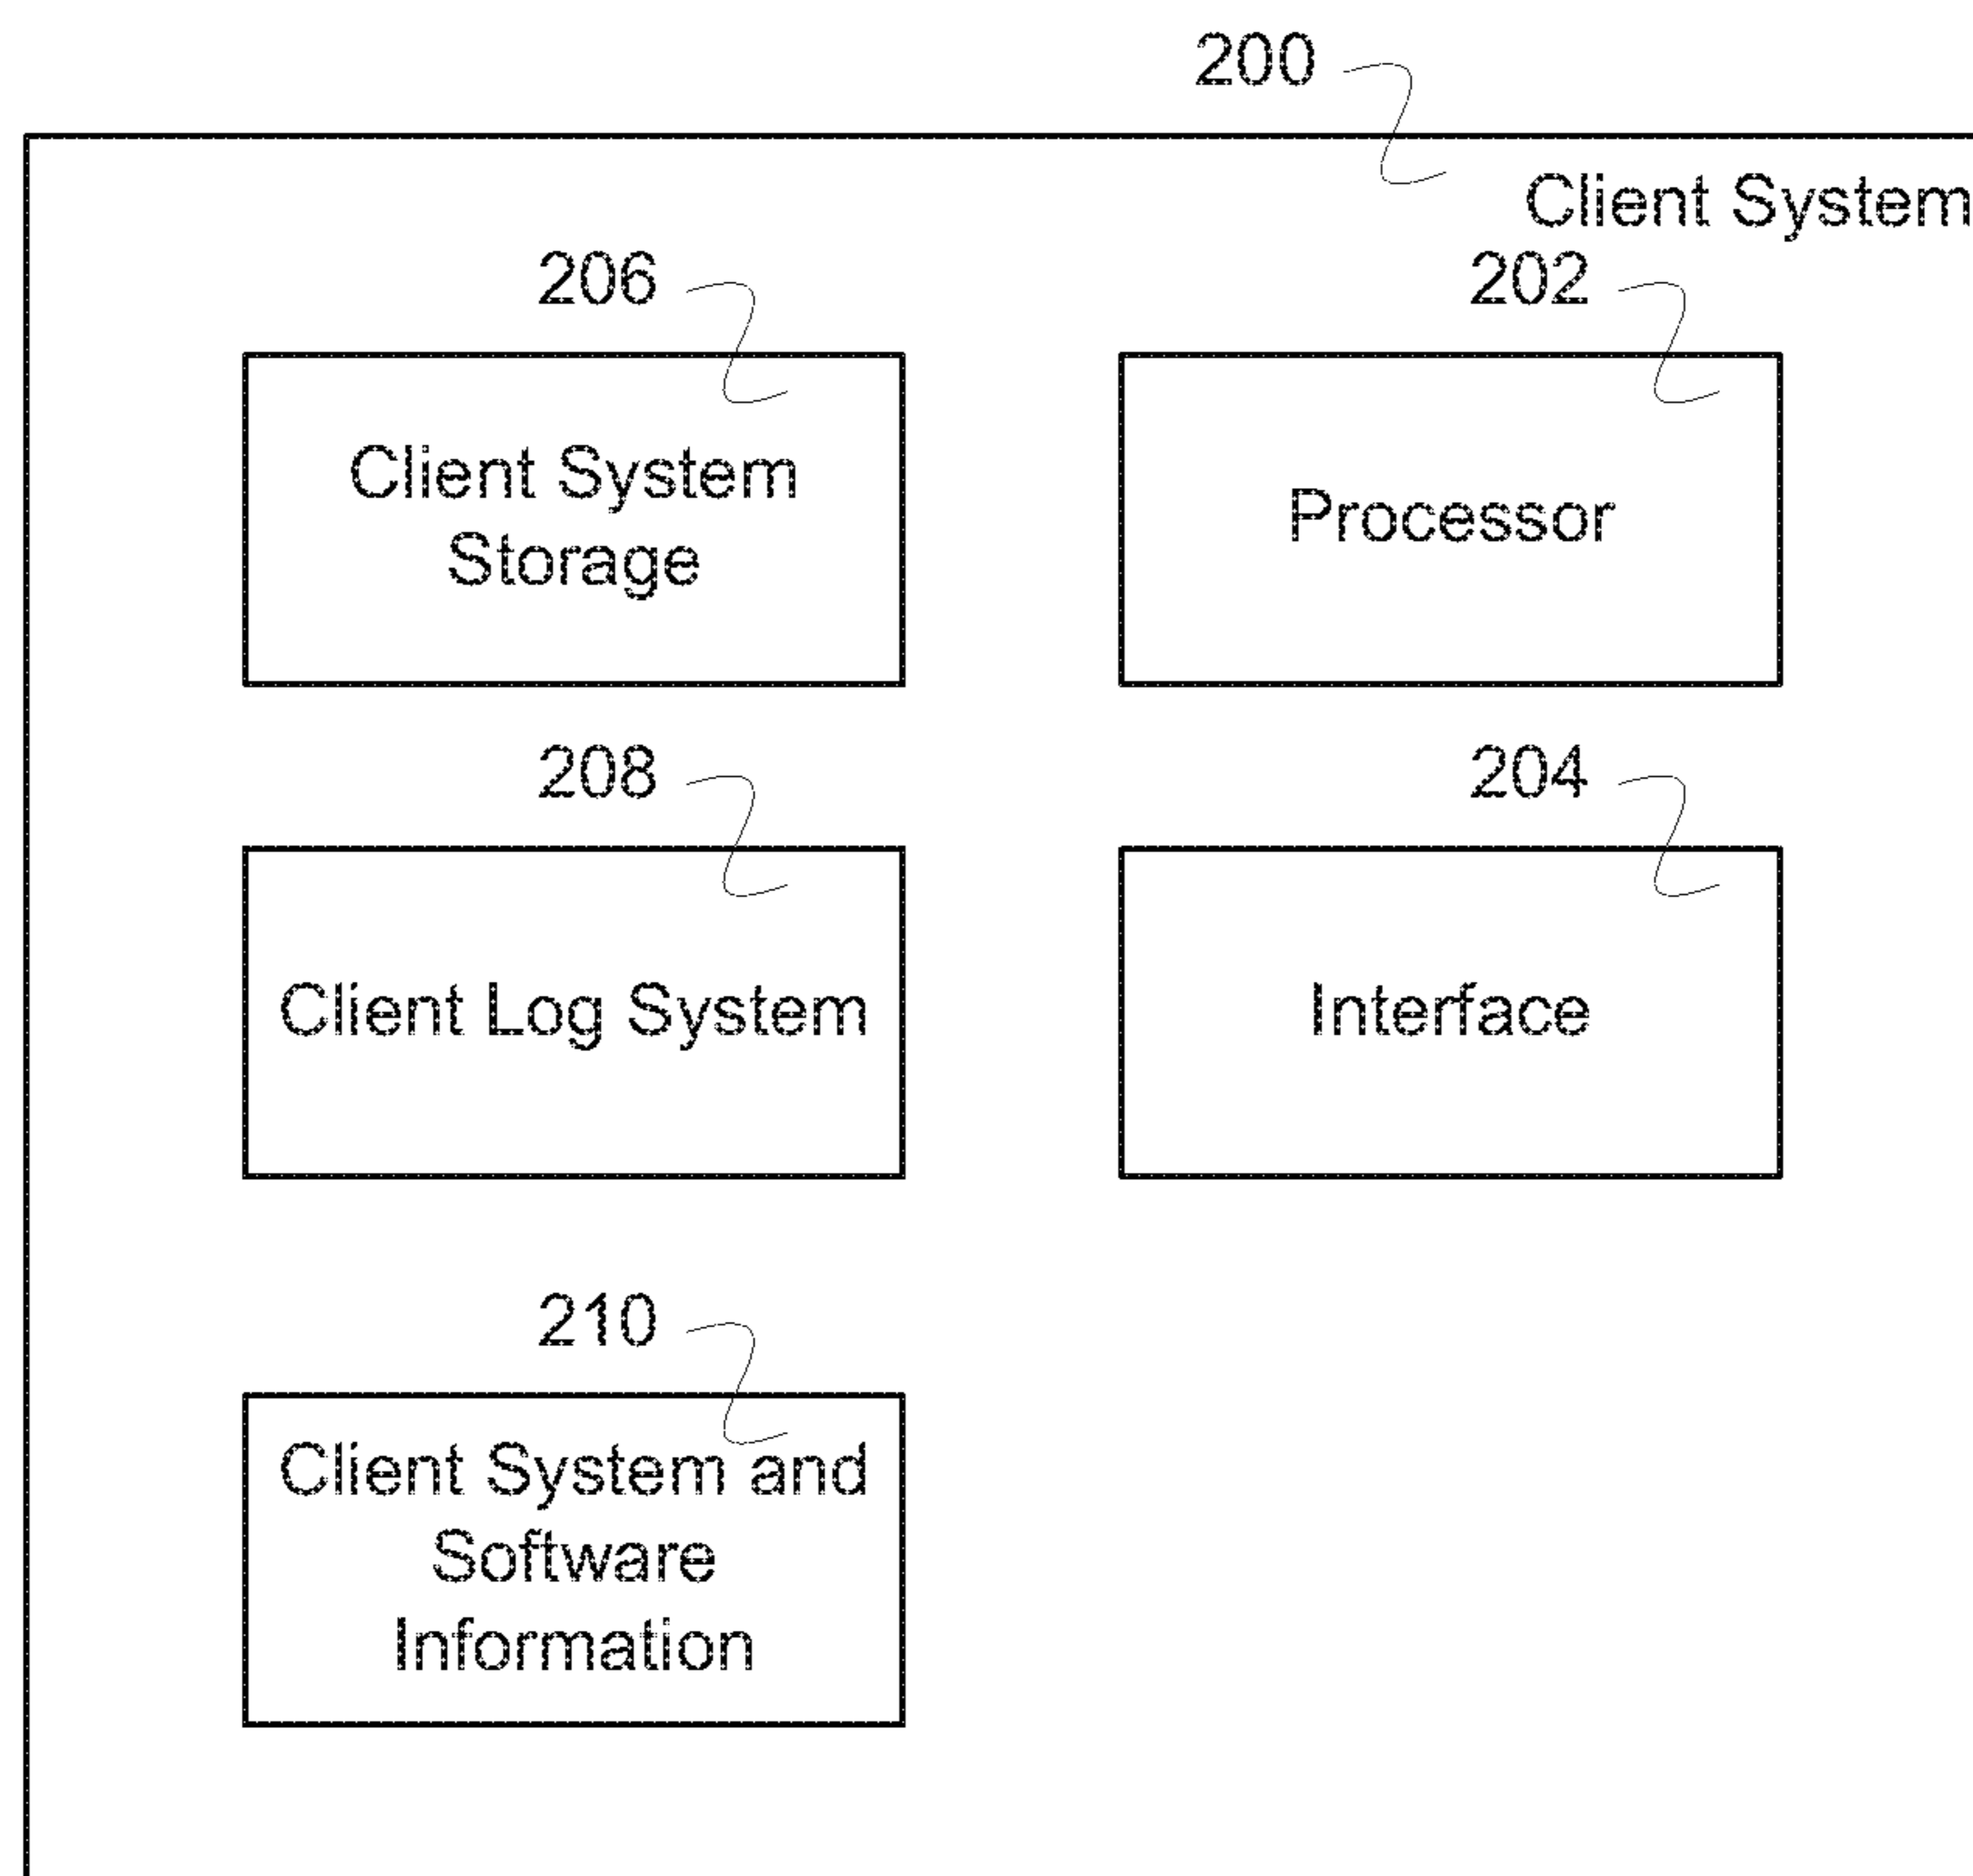 200
Client System
206
202
Client System
Storage
Processor
208
204
Client Log System
Interface
210
Client System and
Software
Information